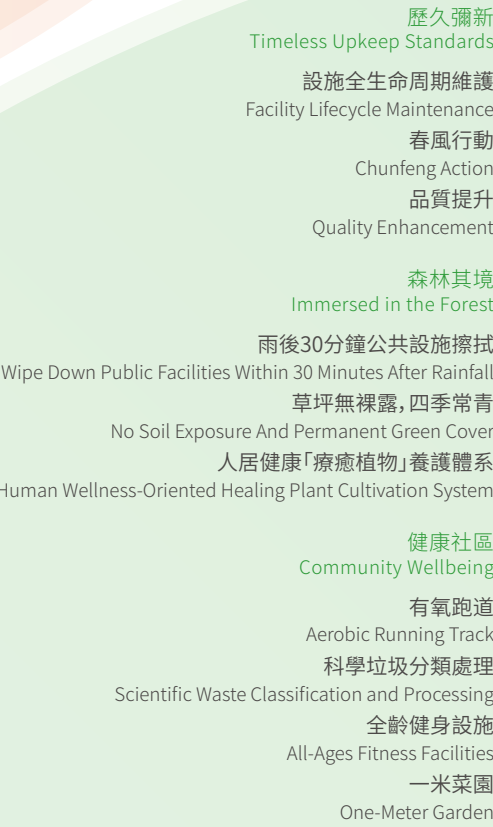 歷久彌新
Timeless Upkeep Standards
設施全生命周期維護
Facility Lifecycle Maintenance
春風行動
Chunfeng Action
品質提升
Quality Enhancement
森林其境
Immersed in the Forest
雨後30分鐘公共設施擦拭
Wipe Down Public Facilities Within 30 Minutes After Rainfall
草坪無裸露，四季常青
No Soil Exposure And Permanent Green Cover
人居健康「療癒植物」養護體系
Human Wellness-Oriented Healing Plant Cultivation System
健康社區
Community Wellbeing
有氧跑道
Aerobic Running Track
科學垃圾分類處理
Scientific Waste Classification and Processing
全齡健身設施
All-Ages Fitness Facilities
一米菜園
One-Meter Garden